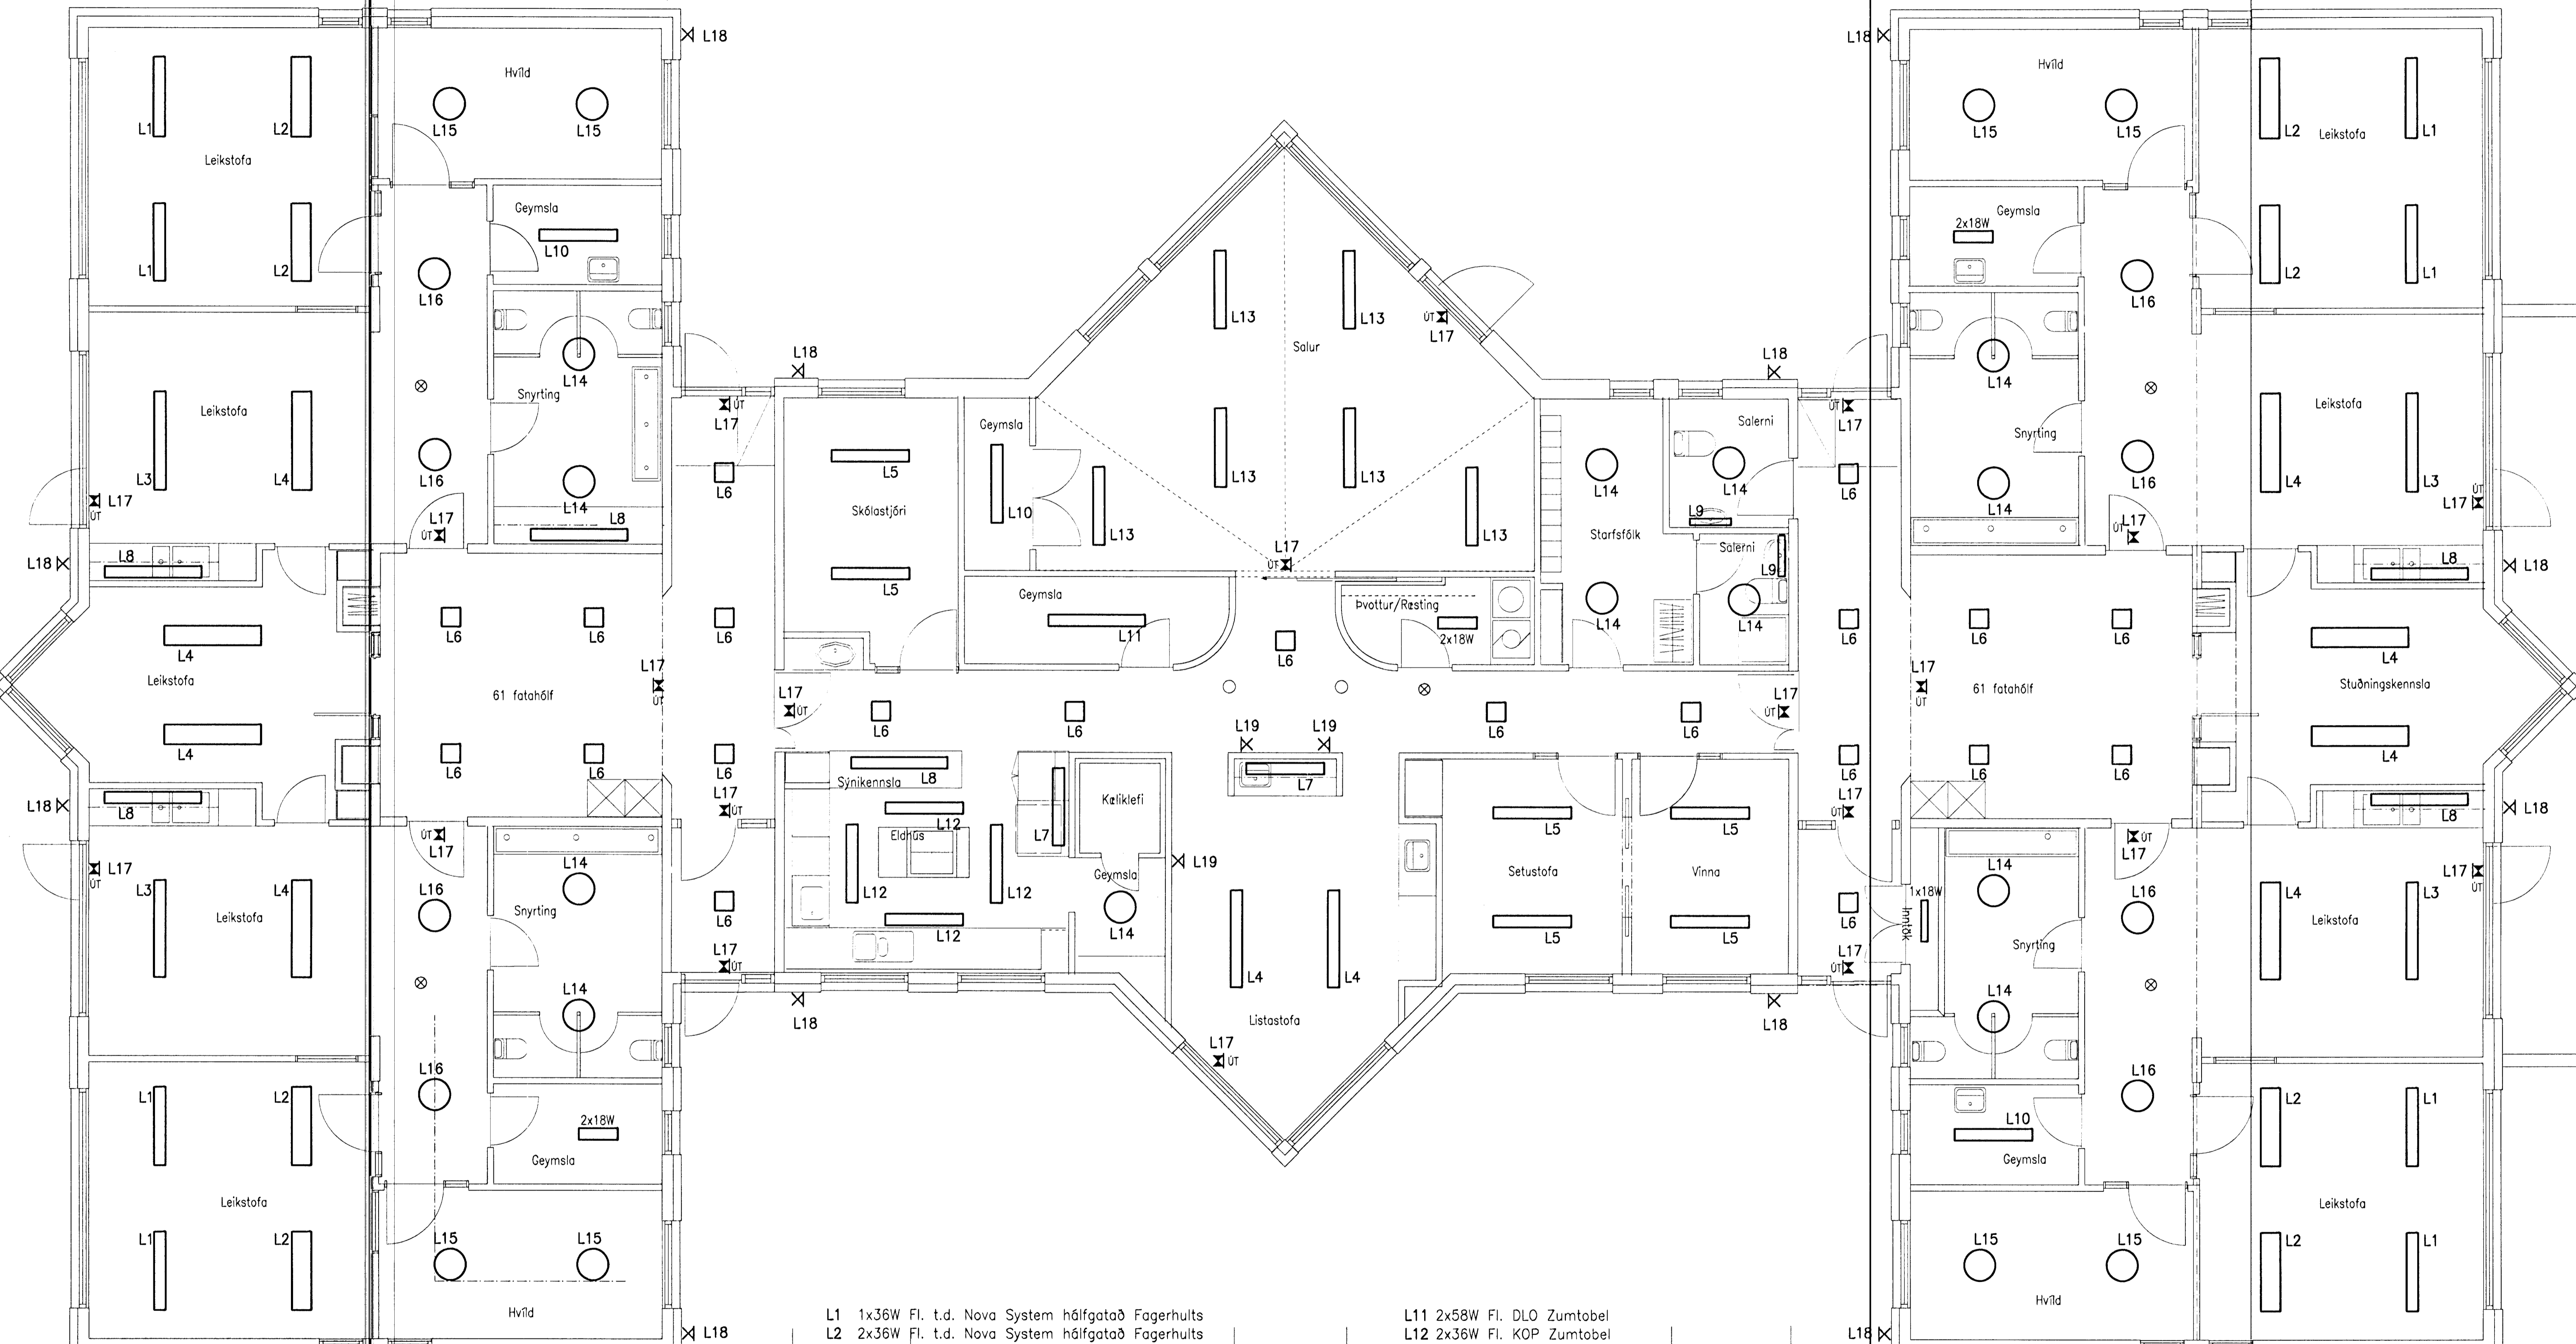 L18
L18
Hvíld
Hvíld
L15 L15
L15 L15
L1 L2
L2 L1
Leikstofa
Leikstofa
Geymsla
L10
Geymsla
2x18W
L1 L2
L2 L1
L16
L16
L13 L13
ÚT
L17
Salur
L18
L18
L14
L14
Snyrting
Leikstofa
Leikstofa
ÚT
L17
ÚT
L17
Geymsla
Salerni
Snyrting
L16
L16
L5
L6
L13 L13
L14
L14
L6
L3 L4
L4 L3
L17
ÚT
L14
L14
ÚT
L17
L17
ÚT
L8
Skólastjóri
L10
L13
L13
L9
Starfsfólk
L17
ÚT
L18
L8
L17
ÚT
Salerni
L9
L8
L18
L5
Geymsla
L11
Þvottur/Ræsting
2x18W
L14
L14
L6 L6 L6
L6
L6 L6 L6
L4
L4
Leikstofa
61 fatahólf
L17
ÚT
L17
ÚT
L17
ÚT
L17
ÚT
61 fatahólf
Stuðningskennsla
L6 L6
L6 L6
L4
L19 L19
L4
L6 L6 L6
L6 L6 L6
L8
Sýnikennsla
L7
L18
L8
L17
ÚT
Kæliklefi
L17
ÚT
L8
L18
ÚT
L17
L12
Eldhús
L7
L5 L5
ÚT
L17
L17
ÚT
L19
L17
ÚT
L14
L14
L3 L4
L4 L3
L16
L12 L12
Geymsla
Setustofa
Vinna
1x18W
Inntök
L16
Leikstofa
Snyrting
L6
L12
L14
L5 L5
L6
Snyrting
Leikstofa
L17
ÚT
L4 L4
L17
ÚT
L14
L14
L18
L18
Listastofa
L17
ÚT
L16
L16
L1 L2
L2 L1
2x18W
L10
Geymsla
Geymsla
Leikstofa
Leikstofa
L1 L2
L2 L1
L15 L15
L15 L15
Hvíld
Hvíld
L18
L18
L1 1x36W Fl. t.d. Nova System hálfgatað Fagerhults
L11 2x58W Fl. DLO Zumtobel
L2 2x36W Fl. t.d. Nova System hálfgatað Fagerhults
L12 2x36W Fl. KOP Zumtobel